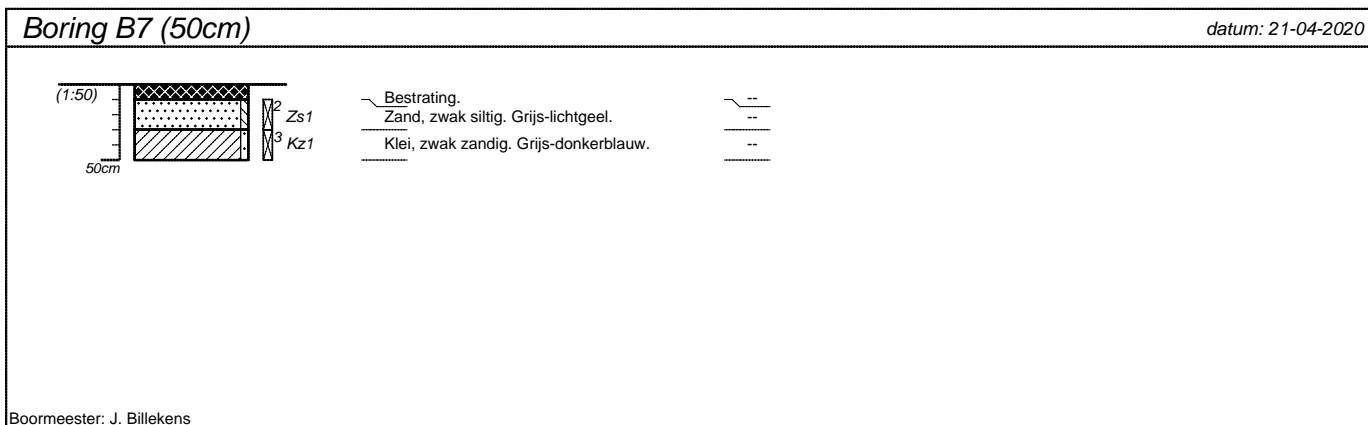 Boring B7 (50cm)
datum: 21-04-2020
(1:50)
Bestrating. --
2 Zs1 Zand, zwak siltig. Grijs-lichtgeel. --
3 Kz1 Klei, zwak zandig. Grijs-donkerblauw. --
50cm
Boormeester: J. Billekens